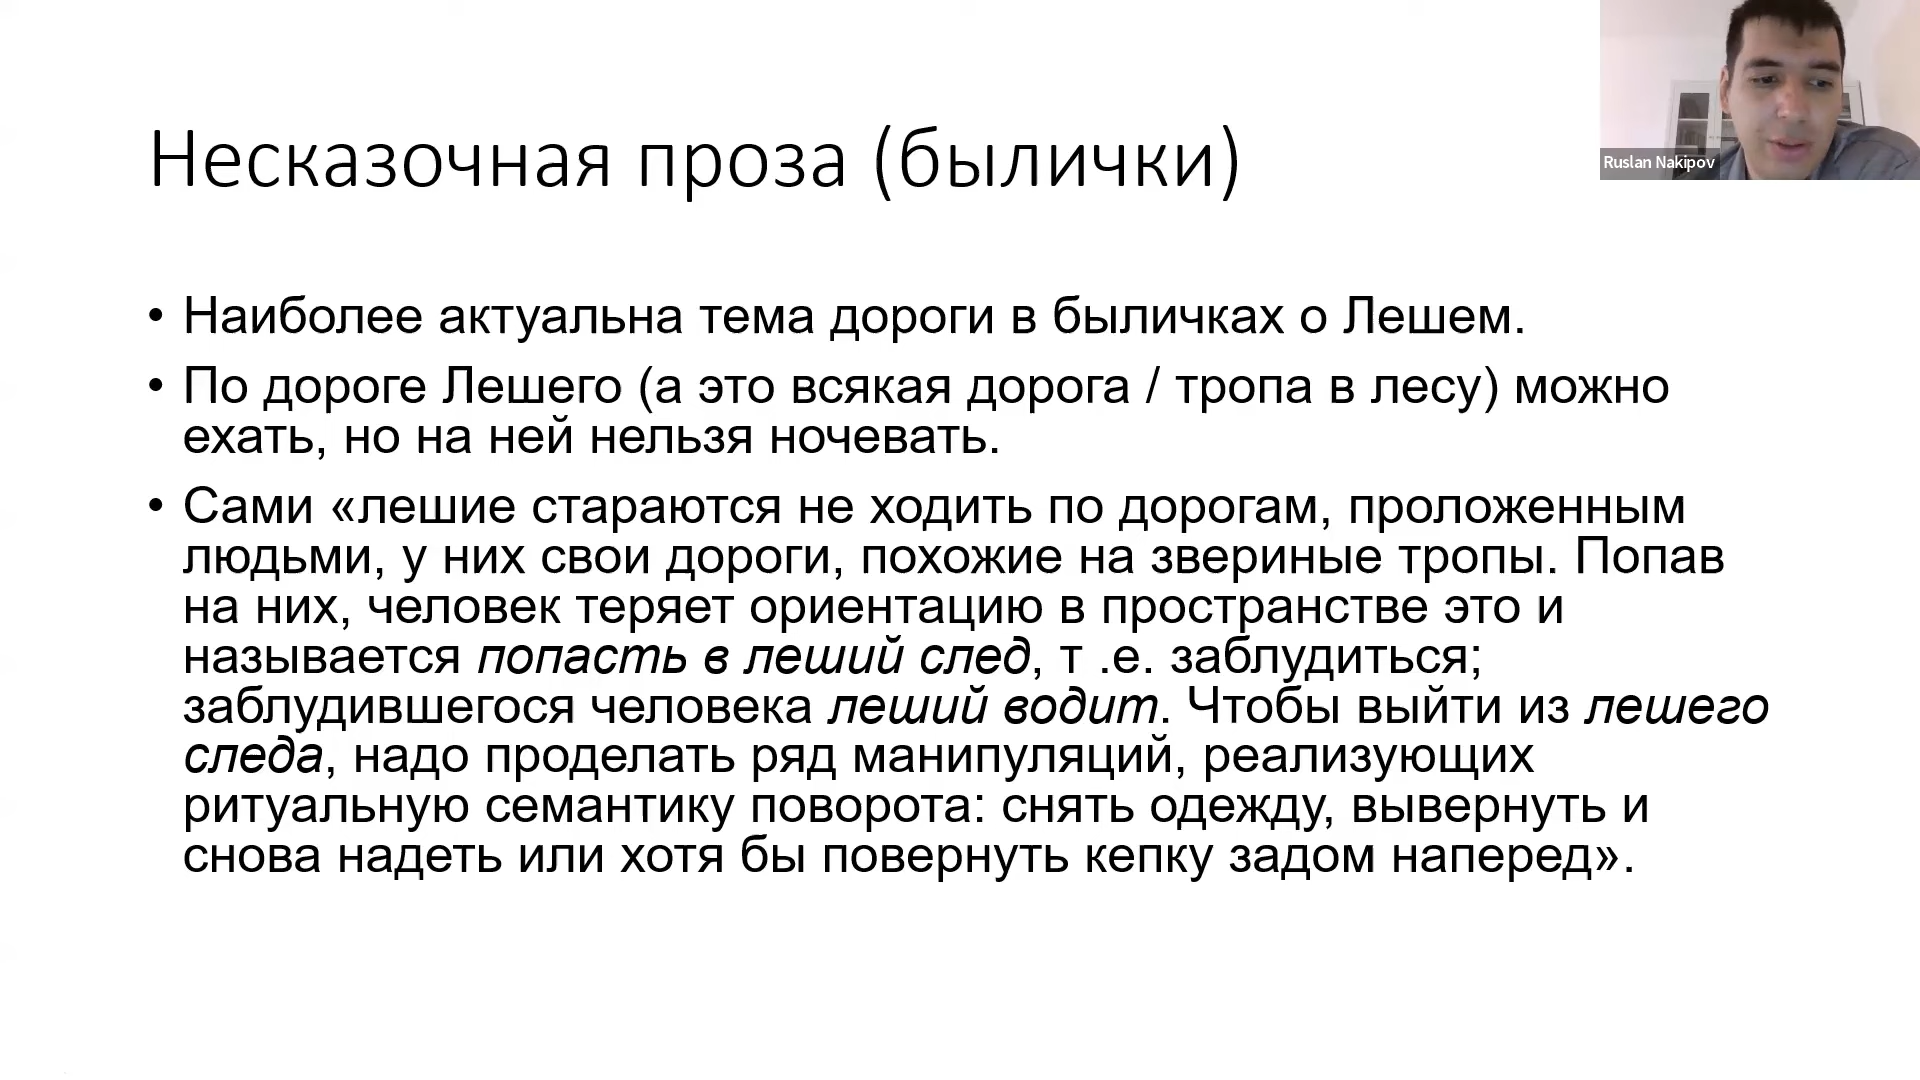 Несказочная проза (былички)
Ruslan Nakipov
• Наиболее актуальна тема дороги в быличках о Лешем.
• По дороге Лешего (а это всякая дорога / тропа в лесу) можно
ехать, но на ней нельзя ночевать.
• Сами «лешие стараются не ходить по дорогам, проложенным
людьми, у них свои дороги, похожие на звериные тропы. Попав
на них, человек теряет ориентацию в пространстве это и
называется попасть в леший след, т .е. заблудиться;
заблудившегося человека леший водит. Чтобы выйти из лешего
следа, надо проделать ряд манипуляций, реализующих
ритуальную семантику поворота: снять одежду, вывернуть и
снова надеть или хотя бы повернуть кепку задом наперед».